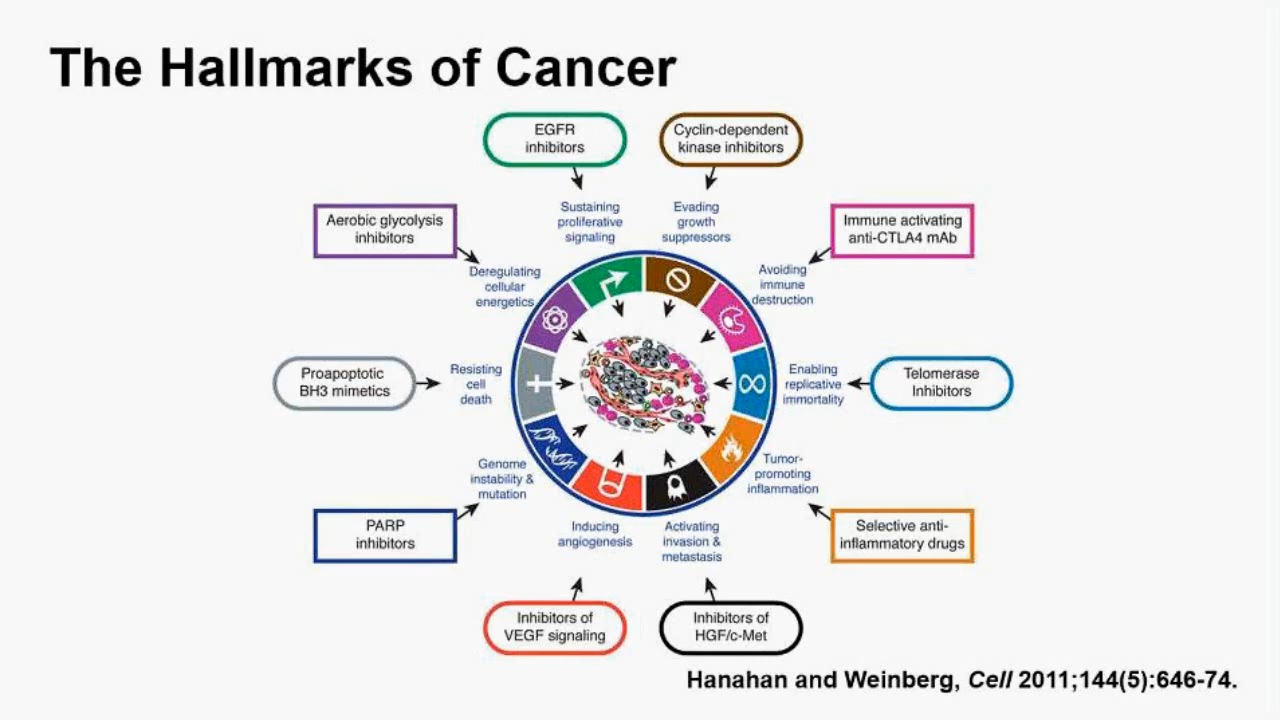 The Hallmarks of Cancer
EGFR
inhibitors
Cyclin-dependent
kinase inhibitors
Sustaining
proliferative
signaling
Evading
growth
suppressors
Aerobic glycolysis
inhibitors
Immune activating
anti-CTLA4 mAb
Deregulating
cellular
energetics
Avoiding
immune
destruction
Proapoptotic
BH3 mimetics
Resisting
cell
death
Enabling
replicative
immortality
Telomerase
Inhibitors
Genome
instability &
mutation
Tumor-
promoting
inflammation
PARP
inhibitors
Inducing
angiogenesis
Activating
invasion &
metastasis
Selective anti-
inflammatory drugs
Inhibitors of
VEGF signaling
Inhibitors of
HGF/c-Met
Hanahan and Weinberg, Cell 2011;144(5):646-74.